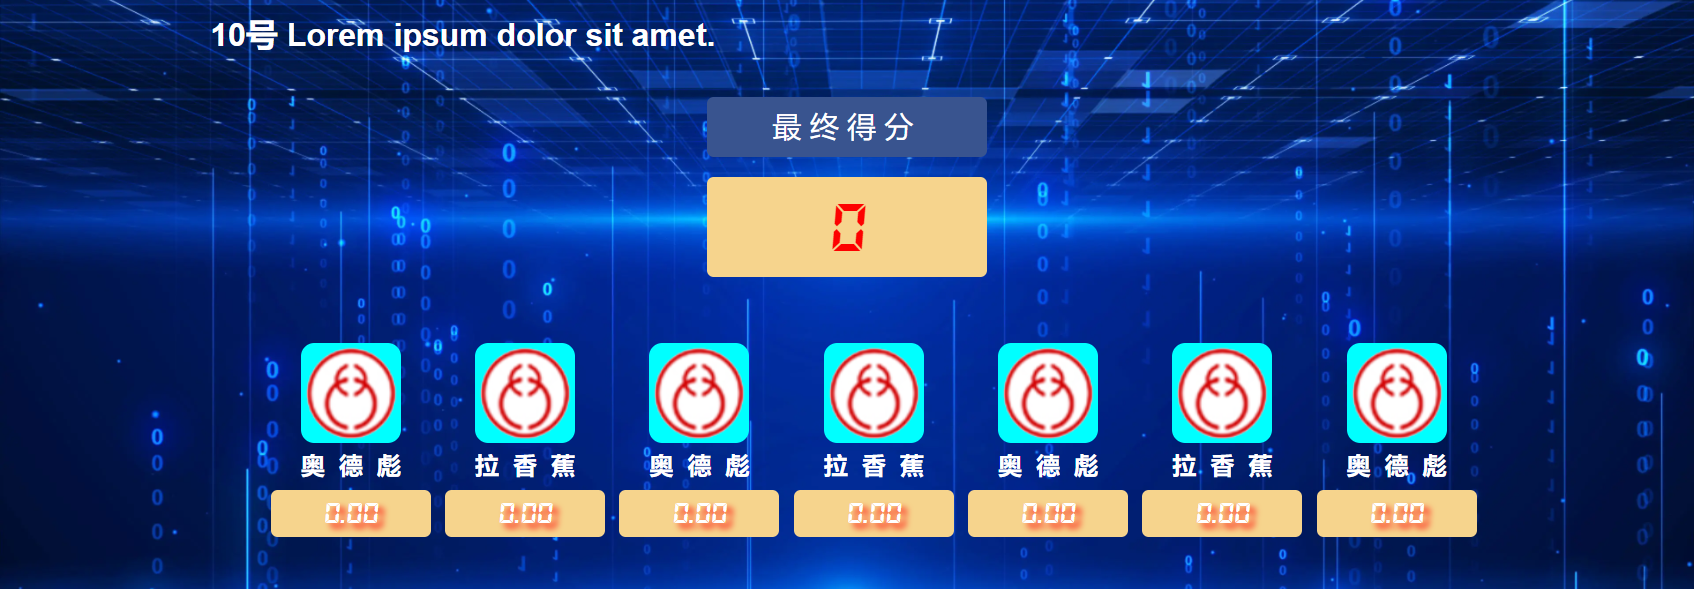 10号 Lorem ipsum dolor sit amet.
最终得分
0
奥德彪 拉香蕉 奥德彪 拉香蕉 奥德彪 拉香蕉 奥德彪
0.00 0.00 0.00 0.00 0.00 0.00 0.00